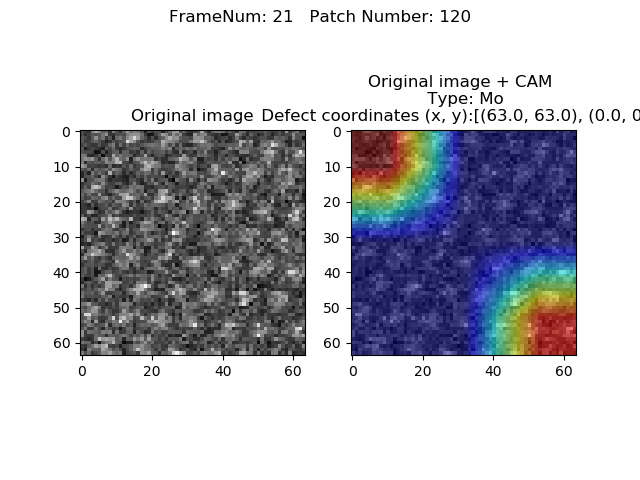 FrameNum: 21   Patch Number: 120
Original image + CAM
Type: Mo
Original image
Defect coordinates (x, y):[(63.0, 63.0), (0.0, 0
0
10
20
30
40
50
60
0 20 40 60
0
10
20
30
40
50
60
0 20 40 60